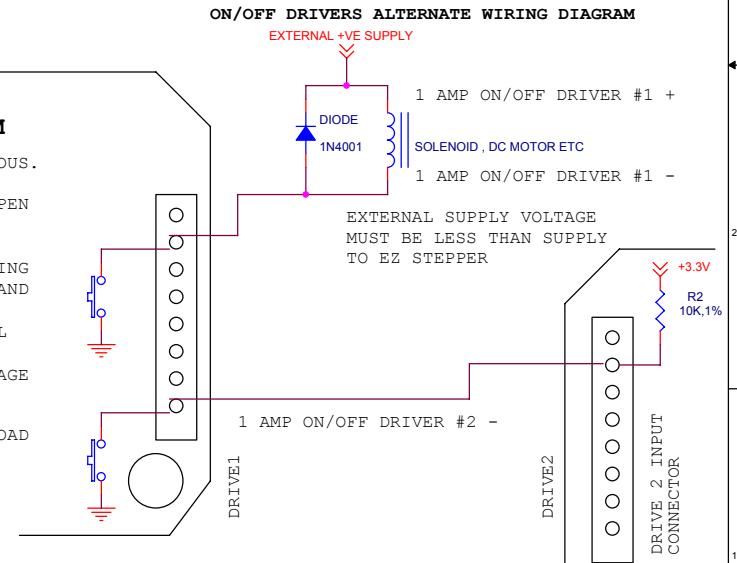 ON/OFF DRIVERS ALTERNATE WIRING DIAGRAM
EXTERNAL +VE SUPPLY
1 AMP ON/OFF DRIVER #1 +
DIODE
1N4001
SOLENOID , DC MOTOR ETC
1 AMP ON/OFF DRIVER #1 -
M
OUS.
PEN
ING
AND
L
AGE
OAD
EXTERNAL SUPPLY VOLTAGE
MUST BE LESS THAN SUPPLY
TO EZ STEPPER
2
+3.3V
R2
10K,1%
1 AMP ON/OFF DRIVER #2 -
DRIVE1
DRIVE2
DRIVE 2 INPUT
CONNECTOR
1